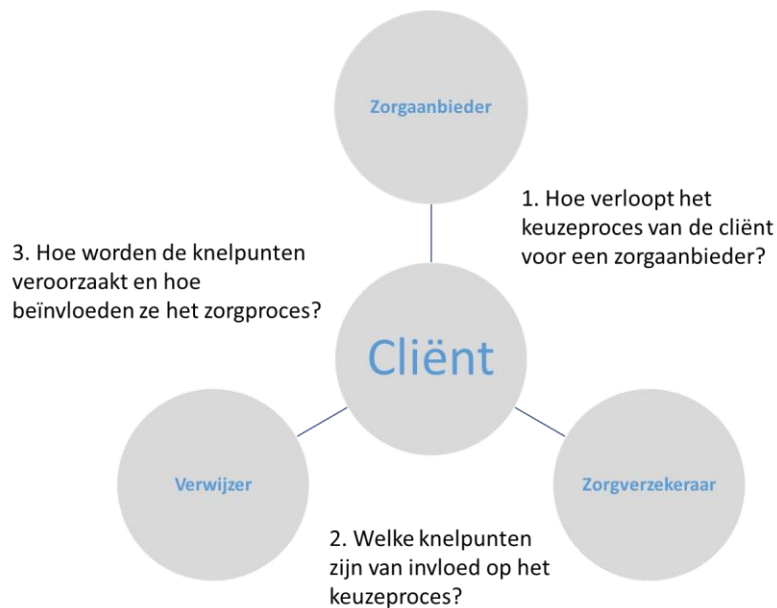 Zorgaanbieder
1. Hoe verloopt het
keuzeproces van de cliënt
voor een zorgaanbieder?
3. Hoe worden de knelpunten
veroorzaakt en hoe
beïnvloeden ze het zorgproces?
Cliënt
Verwijzer
Zorgverzekeraar
2. Welke knelpunten
zijn van invloed op het
keuzeproces?